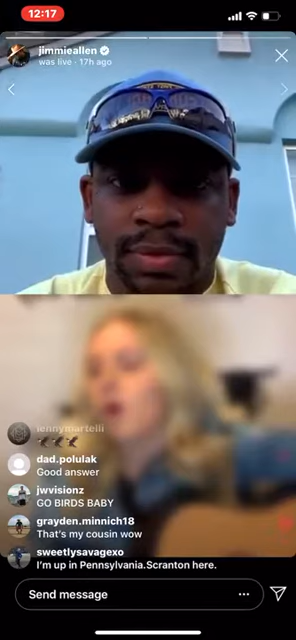 12:17
jimmieallen
was live · 17h ago
lennymartelli
dad.polulak
Good answer
jwvisionz
GO BIRDS BABY
grayden.minnich18
That's my cousin wow
sweetlysavagexo
I'm up in Pennsylvania.Scranton here.
Send message